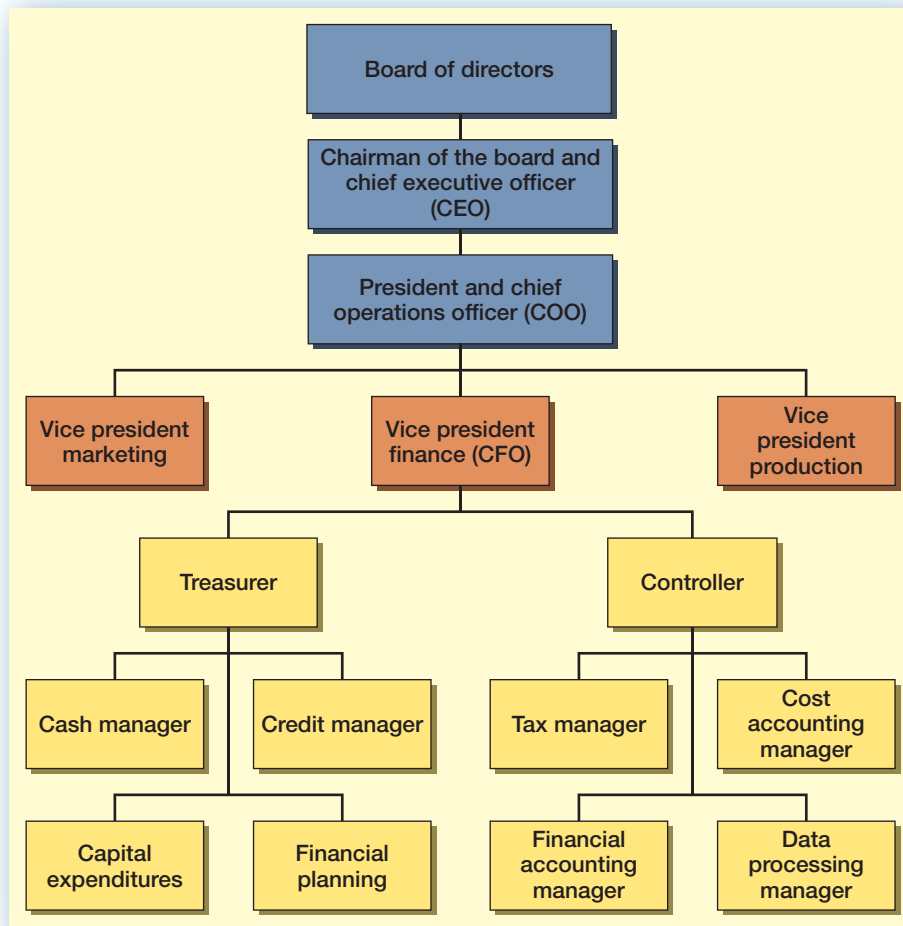 Board of directors
Chairman of the board and
chief executive officer
(CEO)
President and chief
operations officer (COO)
Vice president
marketing
Vice president
finance (CFO)
Vice
president
production
Treasurer
Controller
Cash manager
Credit manager
Tax manager
Cost
accounting
manager
Capital
expenditures
Financial
planning
Financial
accounting
manager
Data
processing
manager